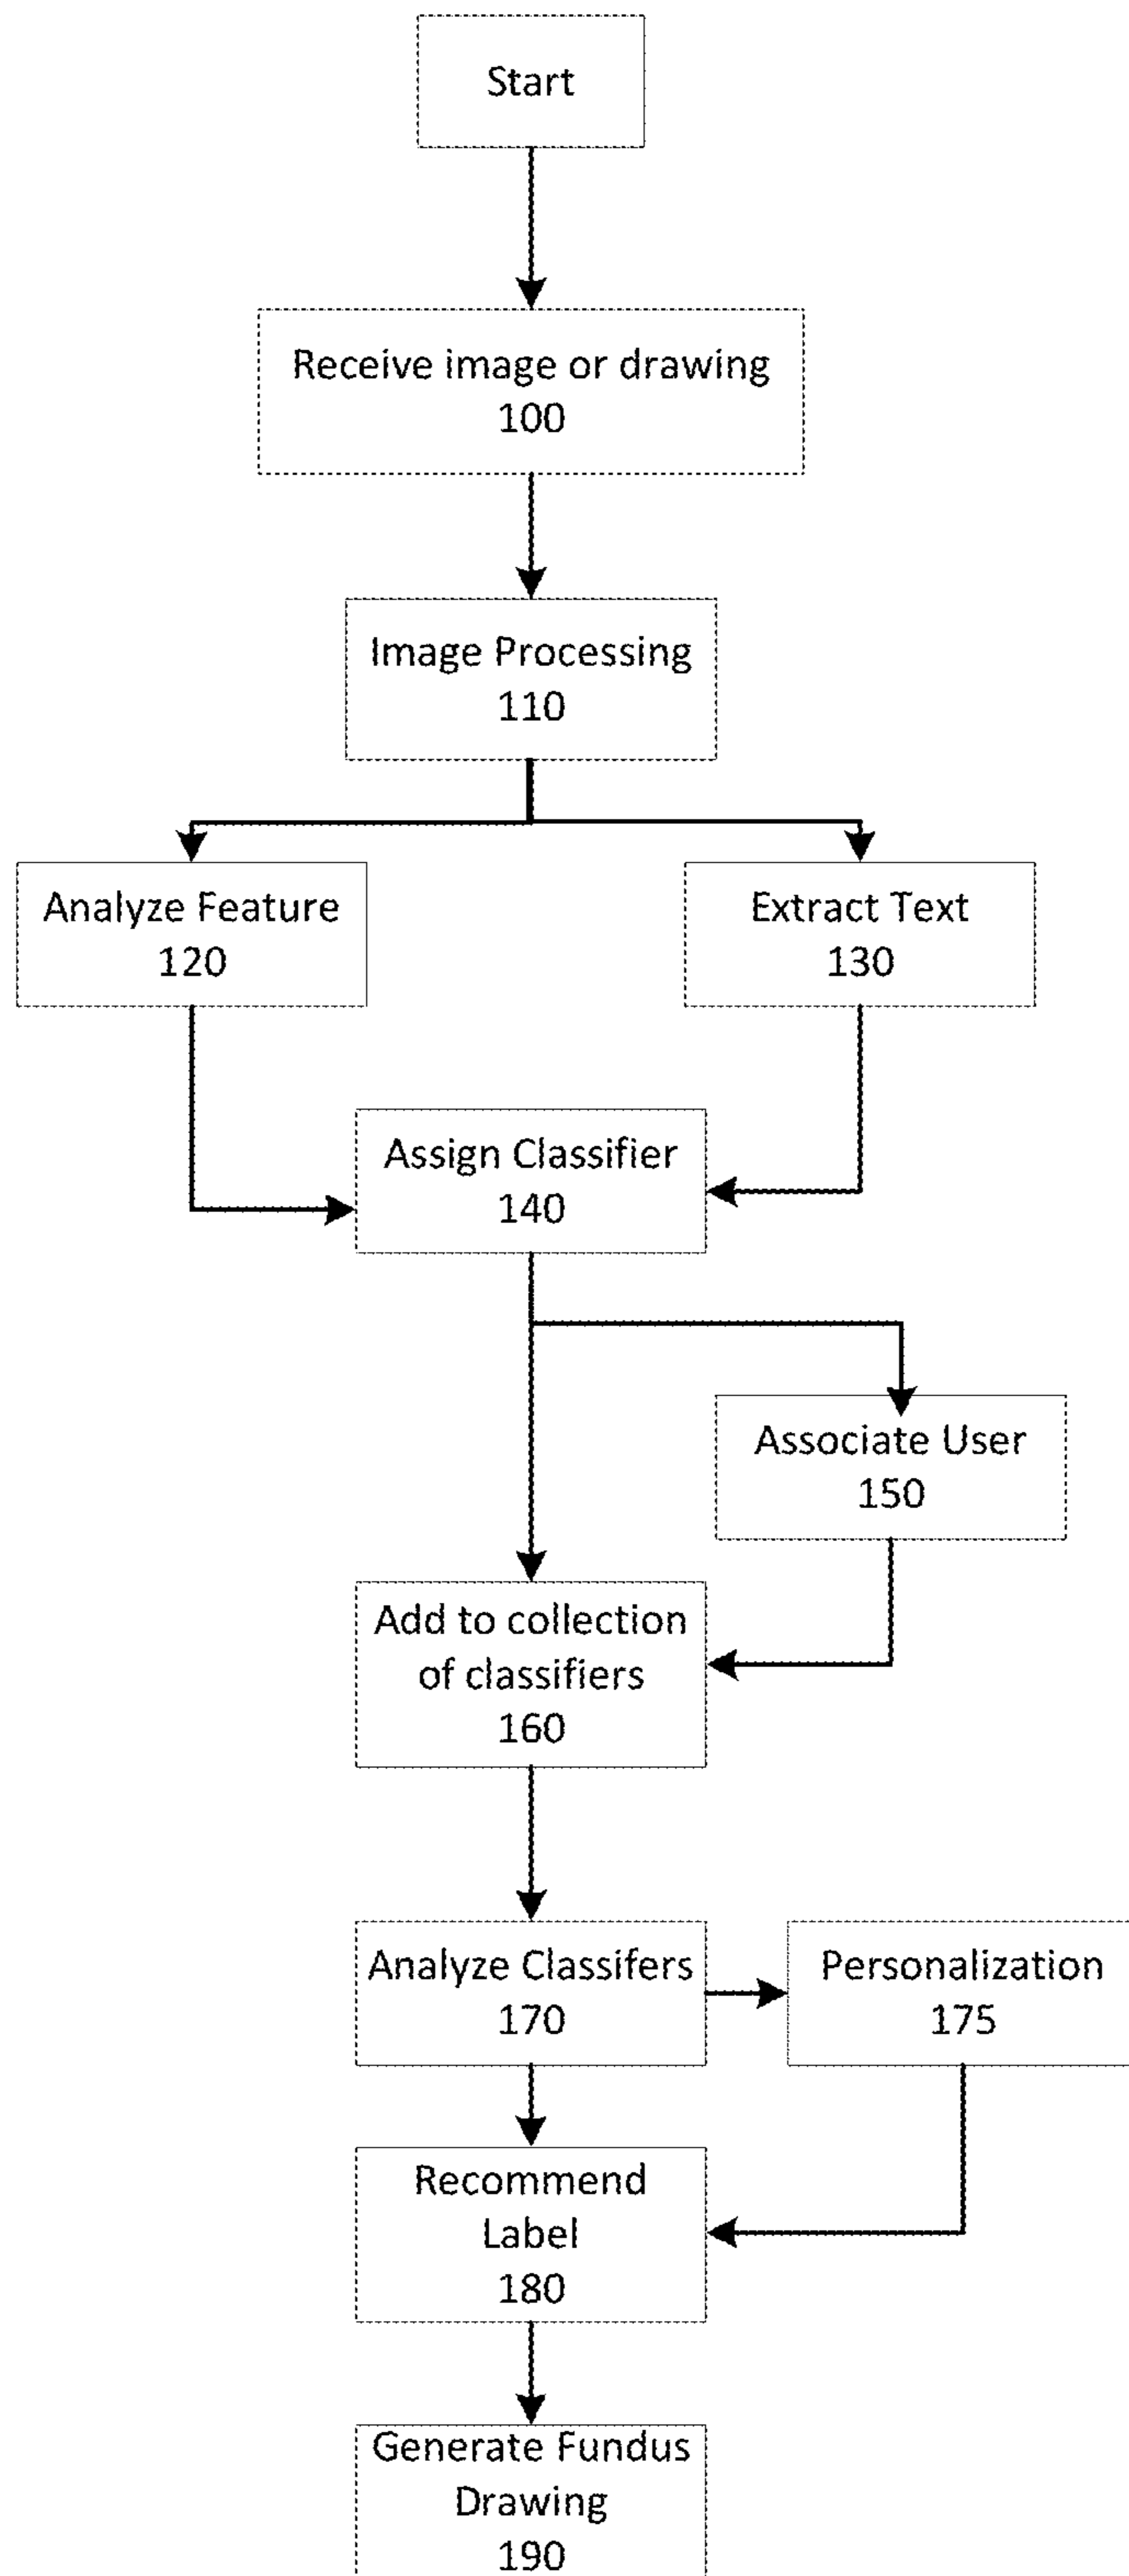 Start
Receive image or drawing
100
Image Processing
110
Analyze Feature
120
Extract Text
130
Assign Classifier
140
Associate User
150
Add to collection
of classifiers
160
Analyze Classifers
170
Personalization
175
Recommend
Label
180
Generate Fundus
Drawing
190